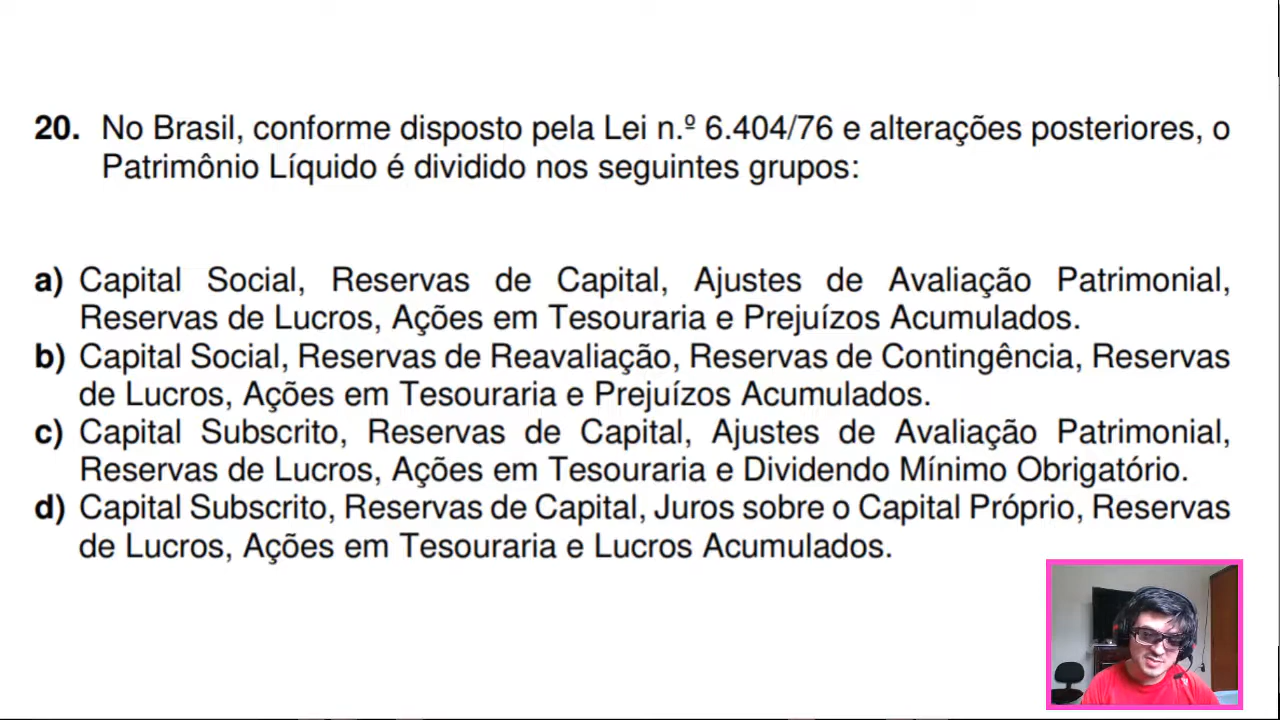 20. No Brasil, conforme disposto pela Lei n.º 6.404/76 e alterações posteriores, o
Patrimônio Líquido é dividido nos seguintes grupos:
a) Capital Social, Reservas de Capital, Ajustes de Avaliação Patrimonial,
Reservas de Lucros, Ações em Tesouraria e Prejuízos Acumulados.
b) Capital Social, Reservas de Reavaliação, Reservas de Contingência, Reservas
de Lucros, Ações em Tesouraria e Prejuízos Acumulados.
c) Capital Subscrito, Reservas de Capital, Ajustes de Avaliação Patrimonial,
Reservas de Lucros, Ações em Tesouraria e Dividendo Mínimo Obrigatório.
d) Capital Subscrito, Reservas de Capital, Juros sobre o Capital Próprio, Reservas
de Lucros, Ações em Tesouraria e Lucros Acumulados.